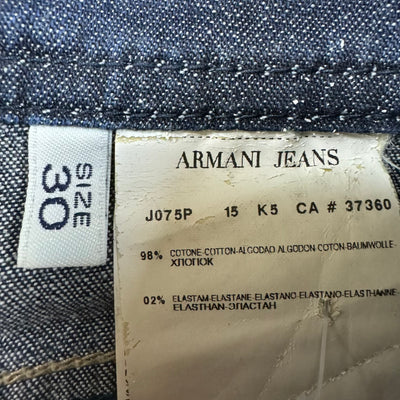 SIZE
30
ARMANI JEANS
J075P 15 K5 CA # 37360
98% COTONE-COTTON-ALGODAO ALGODON-COTON-BAUMWOLLE-
ХЛОПОК
02% ELASTAM-ELASTANE-ELASTANO-ELASTANO-ELASTHANNE-
ELASTHAN-ЭЛАСТАН